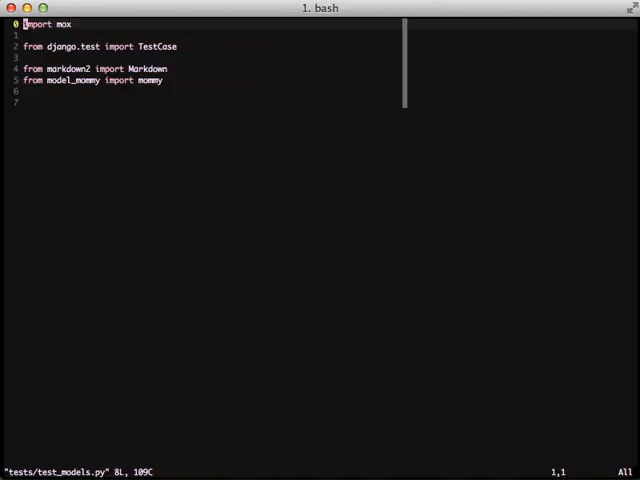 1. bash
0 import mox
1
2 from django.test import TestCase
3
4 from markdown2 import Markdown
5 from model_mommy import mommy
6
7
"tests/test_models.py" 8L, 109C 1,1 All